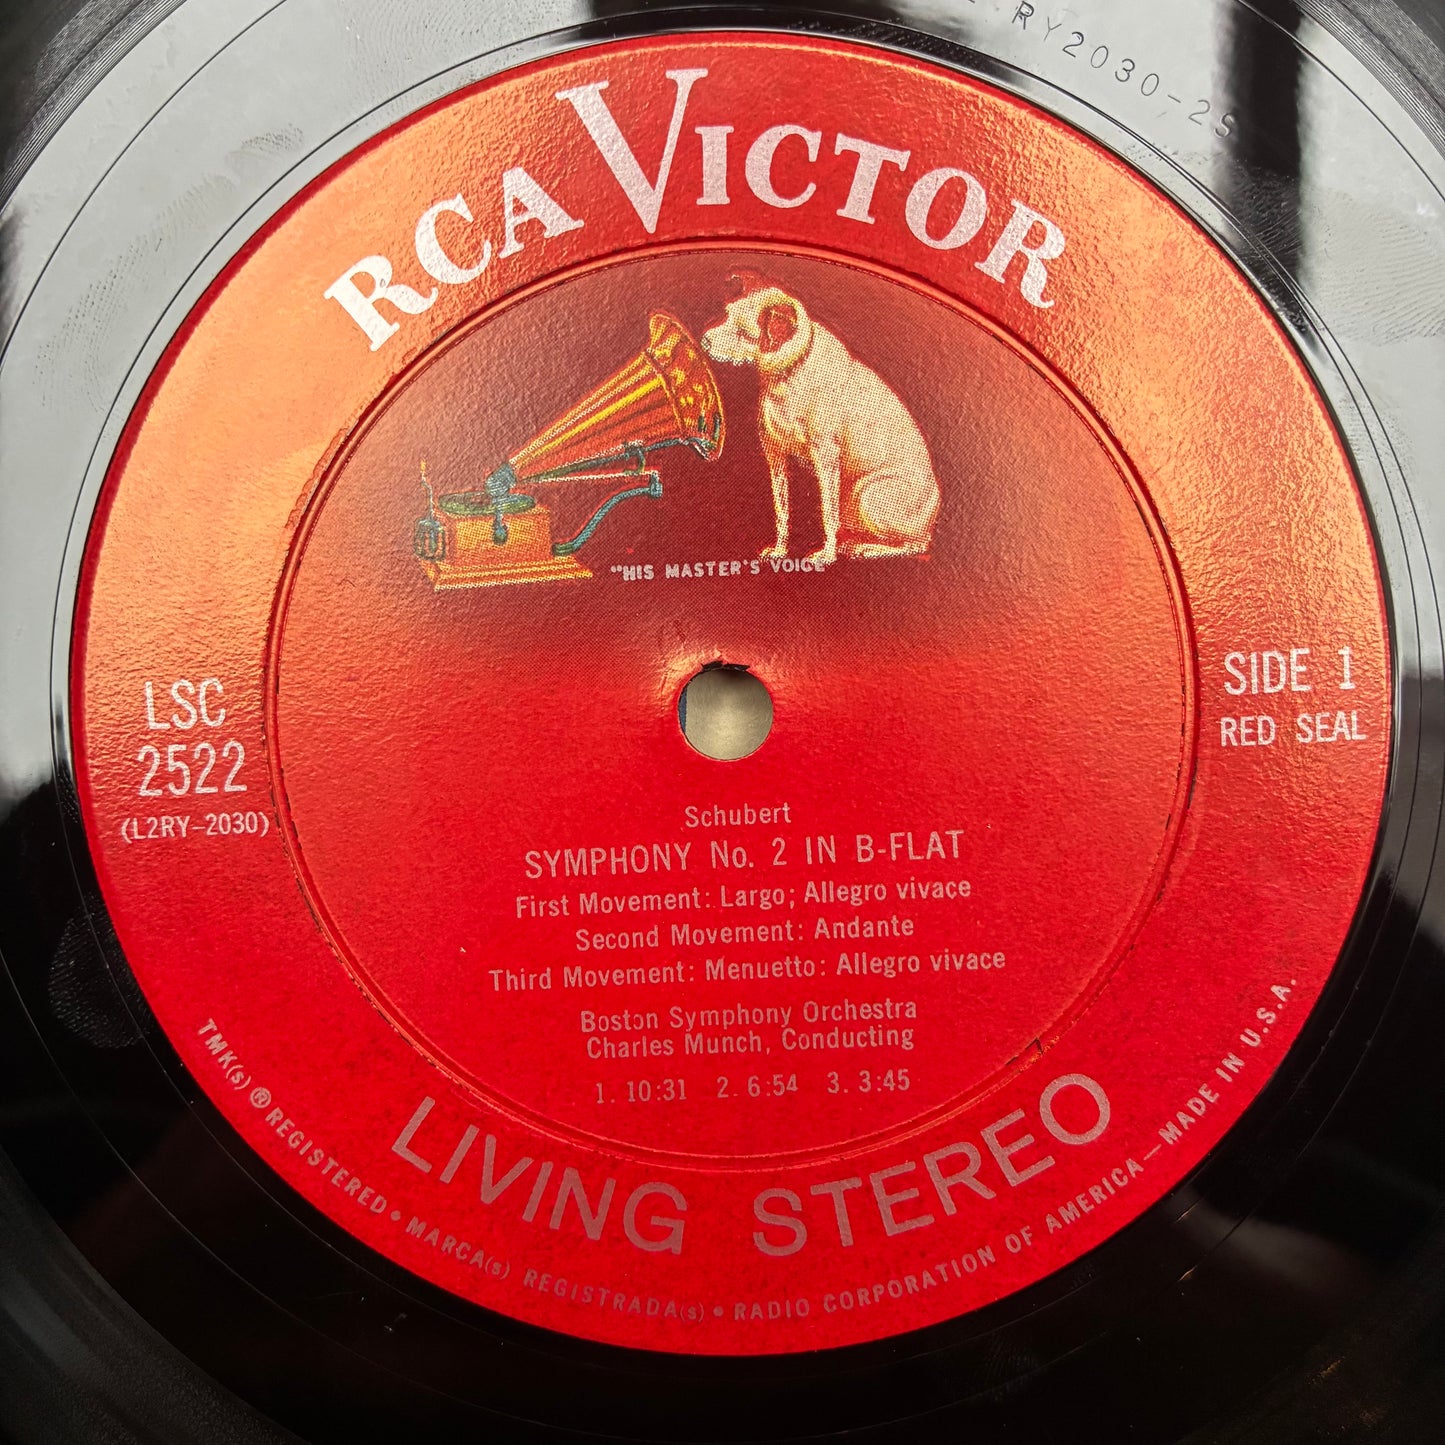 RY2030-2S
RCA VICTOR
"HIS MASTER'S VOICE"
SIDE 1
RED SEAL
LSC
2522
(L2RY-2030)
Schubert
SYMPHONY No. 2 IN B-FLAT
First Movement: Largo; Allegro vivace
Second Movement: Andante
Third Movement: Menuetto: Allegro vivace
Boston Symphony Orchestra
Charles Munch, Conducting
1. 10:31 2. 6:54 3. 3:45
LIVING STEREO
TMK(s) ® REGISTERED • MARCA(s) REGISTRADA(s) • RADIO CORPORATION OF AMERICA—MADE IN U.S.A.